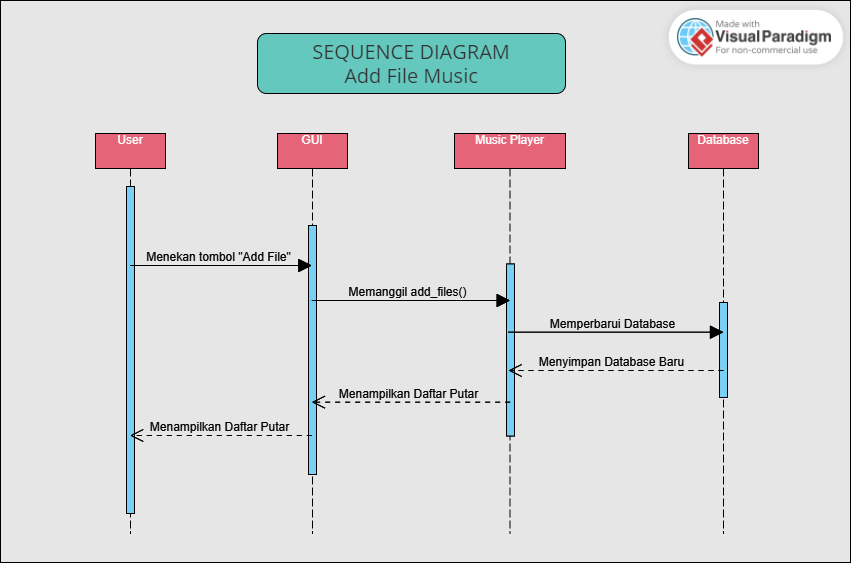 Made with
Visual Paradigm
For non-commercial use
SEQUENCE DIAGRAM
Add File Music
User
GUI
Music Player
Database
Menekan tombol "Add File"
Memanggil add_files()
Memperbarui Database
Menyimpan Database Baru
Menampilkan Daftar Putar
Menampilkan Daftar Putar